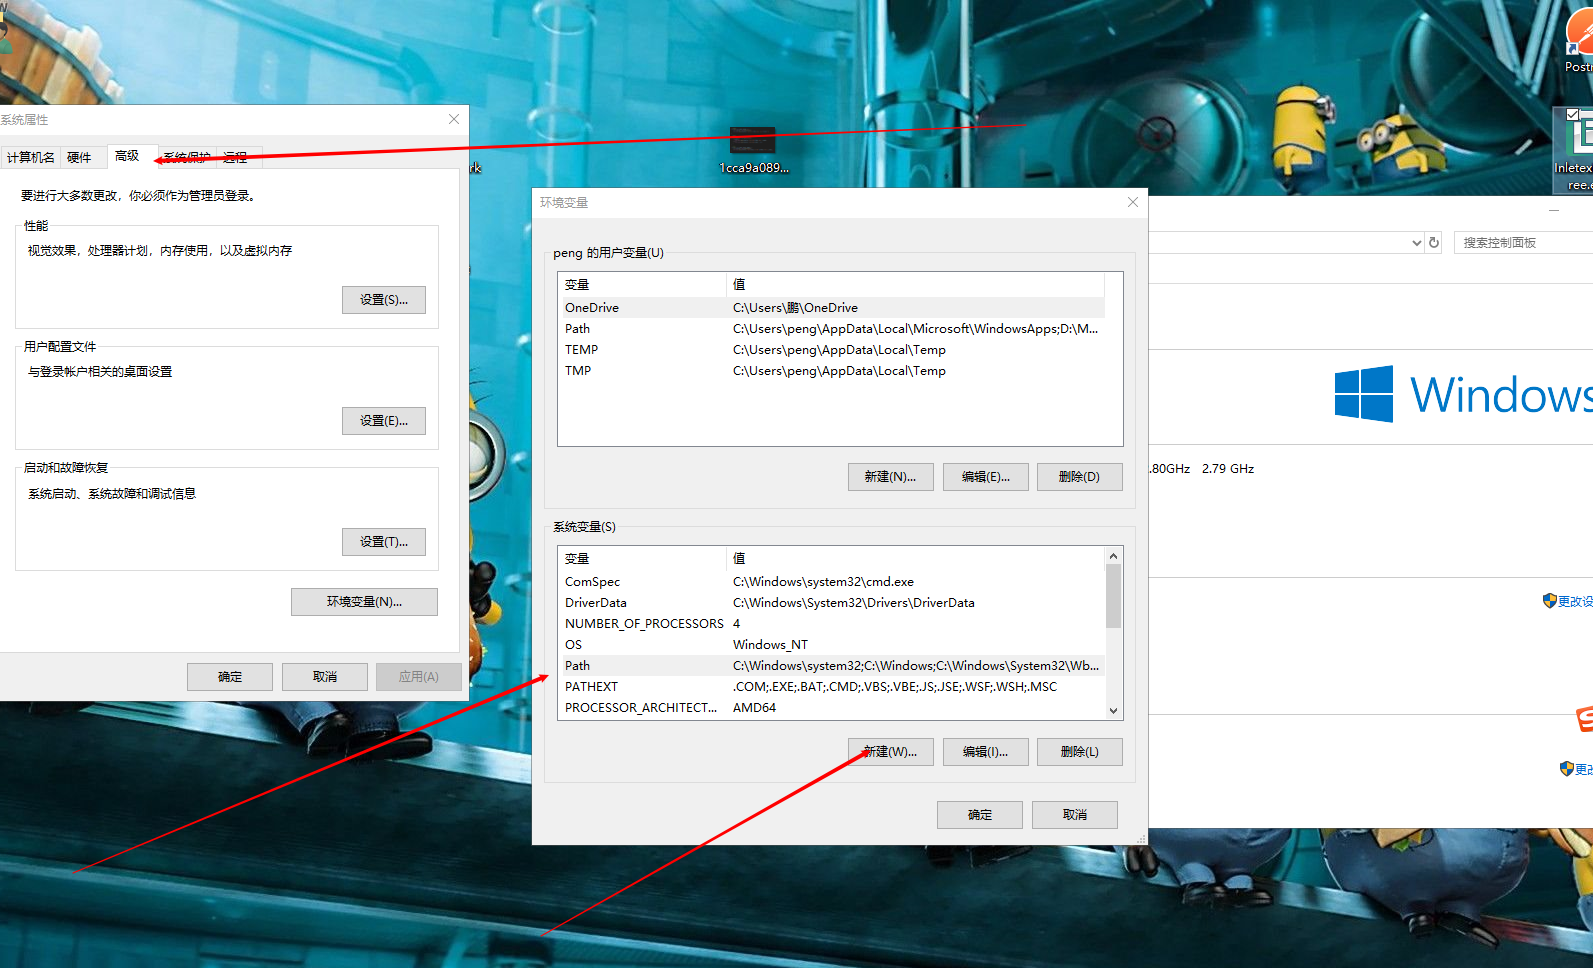 W
Postr
系统属性
计算机名 硬件 高级 系统保护 远程
rk
1cca9a089...
Inletex
ree.e
要进行大多数更改，你必须作为管理员登录。
性能
视觉效果，处理器计划，内存使用，以及虚拟内存
设置(S)...
用户配置文件
与登录帐户相关的桌面设置
设置(E)...
启动和故障恢复
系统启动、系统故障和调试信息
设置(T)...
环境变量(N)...
确定 取消 应用(A)
环境变量
peng 的用户变量(U)
变量 值
OneDrive C:\Users\鹏\OneDrive
Path C:\Users\peng\AppData\Local\Microsoft\WindowsApps;D:\M...
TEMP C:\Users\peng\AppData\Local\Temp
TMP C:\Users\peng\AppData\Local\Temp
新建(N)... 编辑(E)... 删除(D)
系统变量(S)
变量 值
ComSpec C:\Windows\system32\cmd.exe
DriverData C:\Windows\System32\Drivers\DriverData
NUMBER_OF_PROCESSORS 4
OS Windows_NT
Path C:\Windows\system32;C:\Windows;C:\Windows\System32\Wb...
PATHEXT .COM;.EXE;.BAT;.CMD;.VBS;.VBE;.JS;.JSE;.WSF;.WSH;.MSC
PROCESSOR_ARCHITECT... AMD64
新建(W)... 编辑(I)... 删除(L)
确定 取消
搜索控制面板
Windows
.80GHz 2.79 GHz
更改设
更改